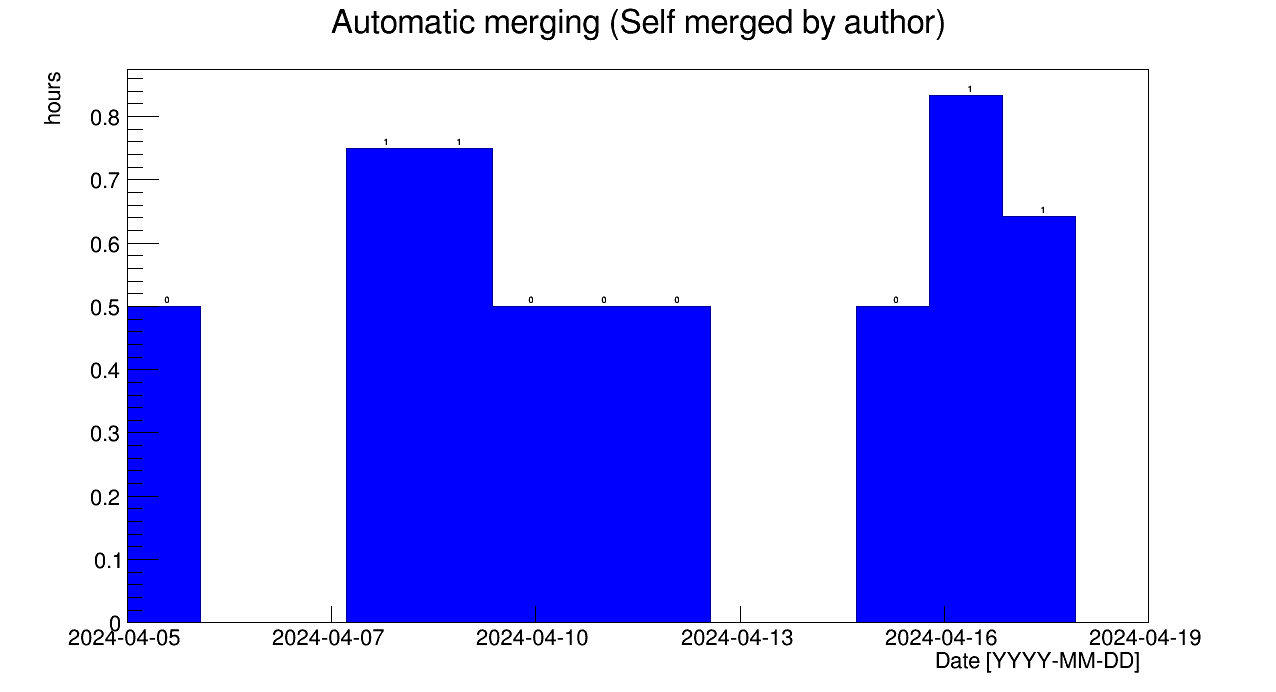 Automatic merging (Self merged by author)
hours
0.8
0.7
0.6
0.5
0.4
0.3
0.2
0.1
0
0 1 1 0 0 0 0 1 1
2024-04-05 2024-04-07 2024-04-10 2024-04-13 2024-04-16 2024-04-19
Date [YYYY-MM-DD]